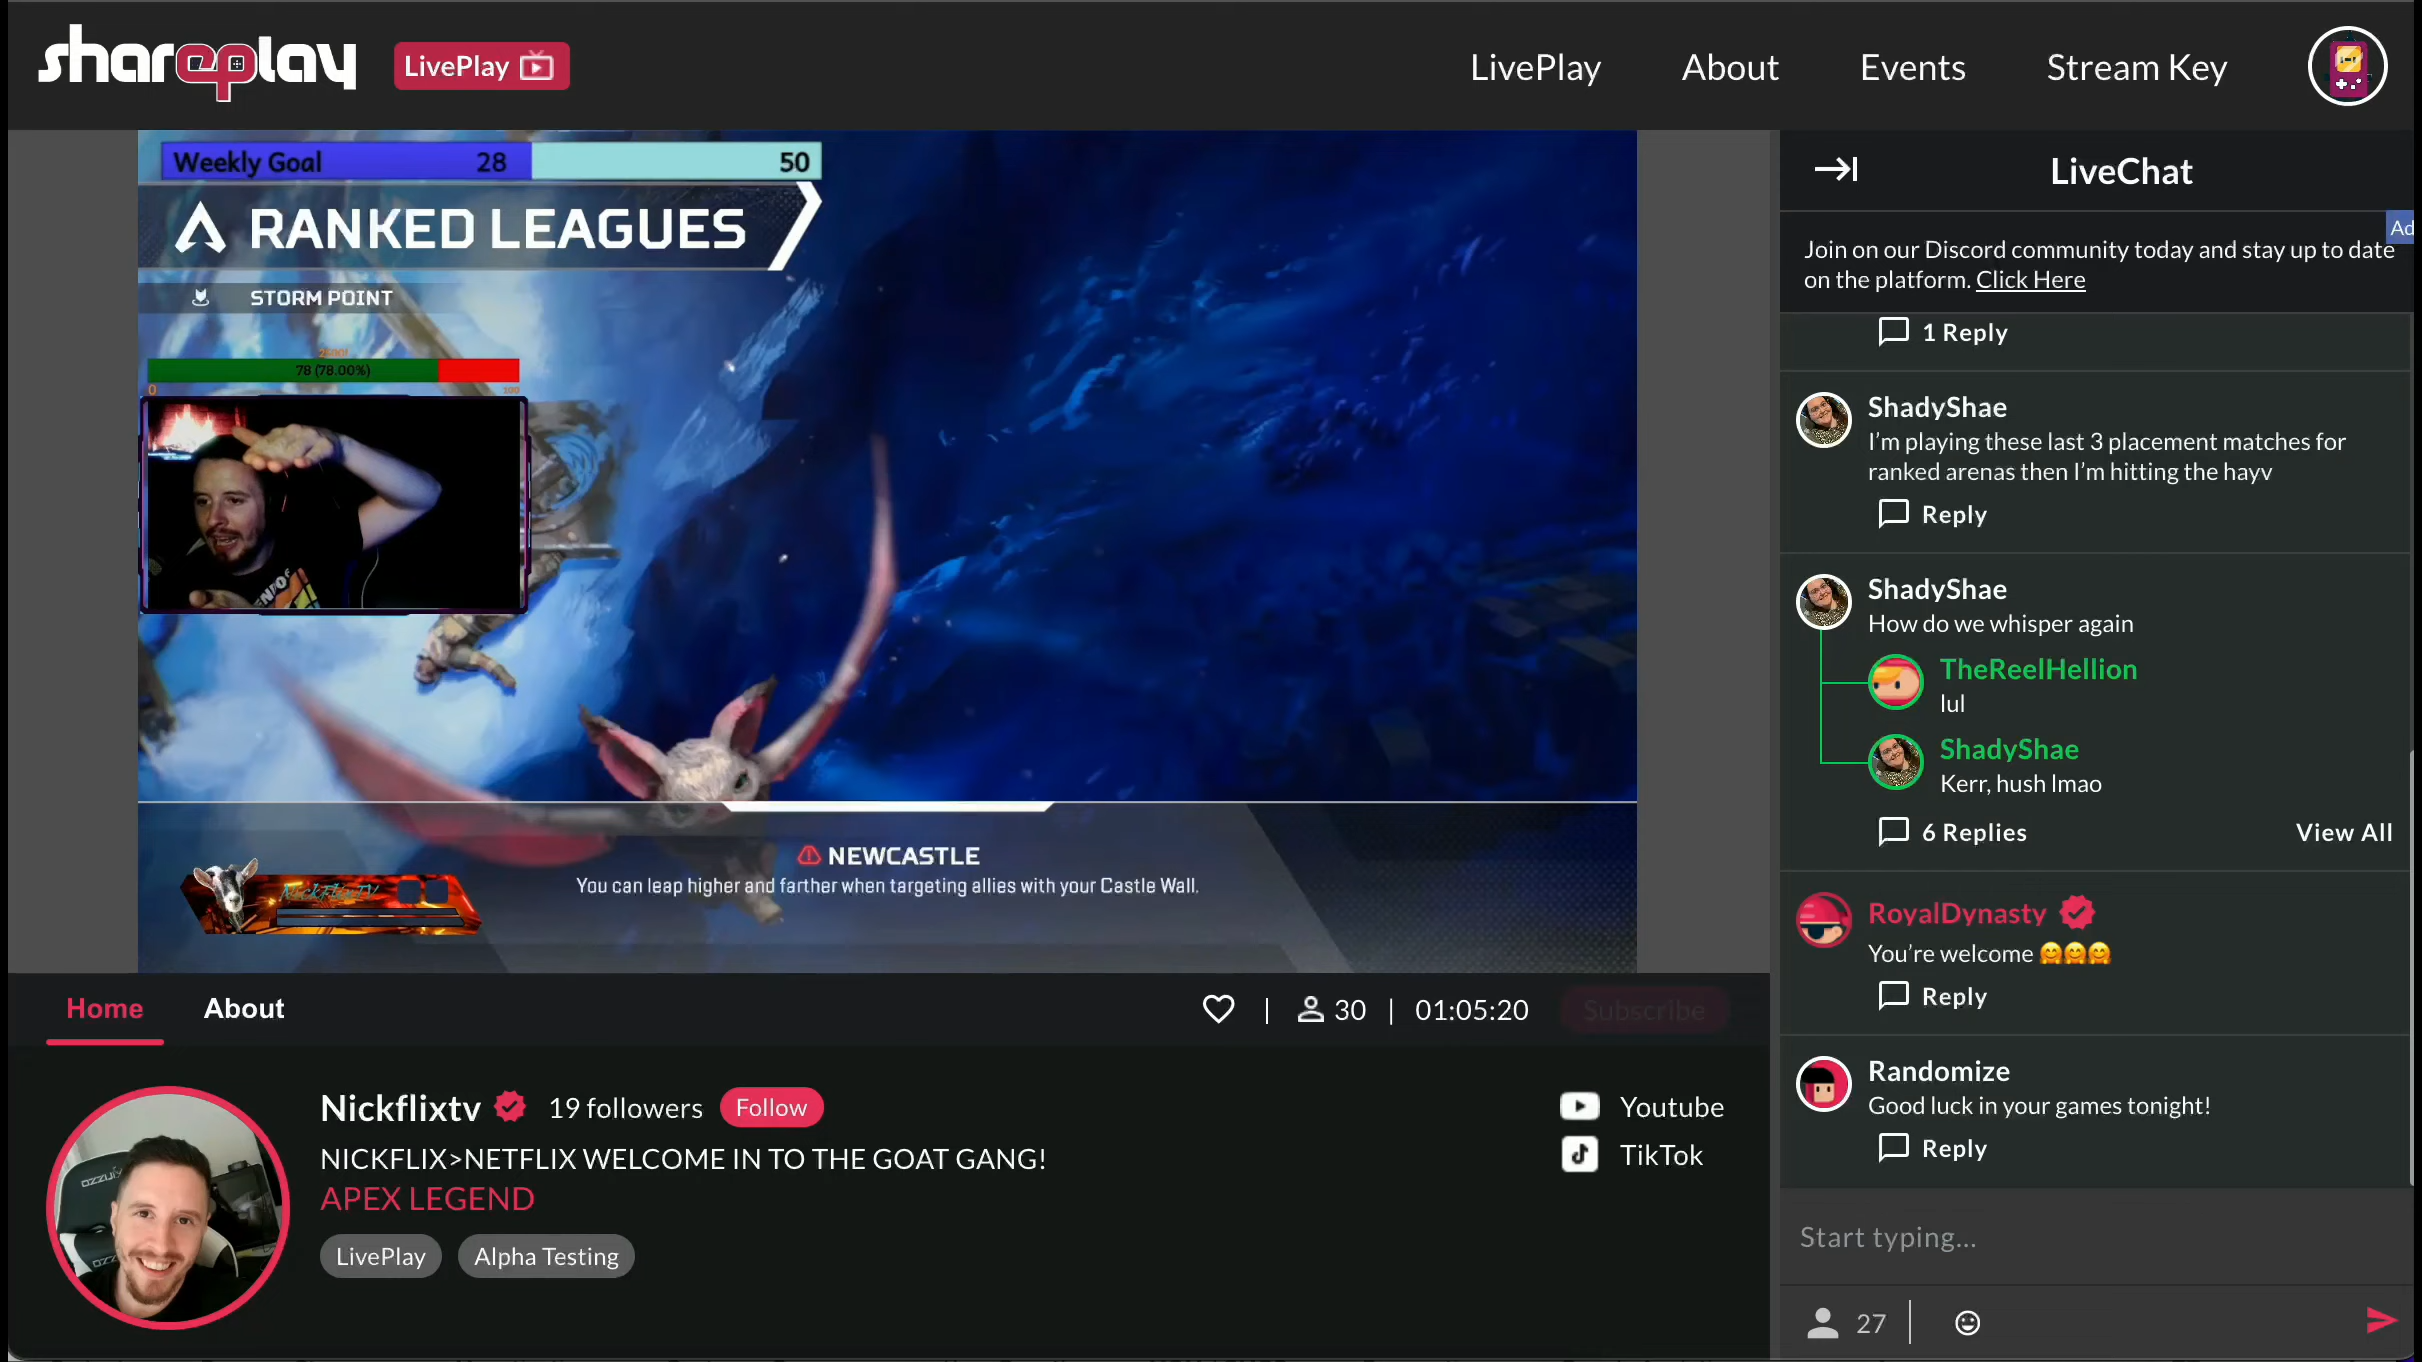 shareplay
LivePlay
LivePlay
About
Events
Stream Key
Weekly Goal 28 50
RANKED LEAGUES
STORM POINT
78 (78.00%)
0 100
NEWCASTLE
You can leap higher and farther when targeting allies with your Castle Wall.
NickFlixTV
Home
About
30
01:05:20
Subscribe
Nickflixtv 19 followers Follow
NICKFLIX>NETFLIX WELCOME IN TO THE GOAT GANG!
APEX LEGEND
LivePlay
Alpha Testing
Youtube
TikTok
LiveChat
Ad
Join on our Discord community today and stay up to date
on the platform. Click Here
1 Reply
ShadyShae
I'm playing these last 3 placement matches for
ranked arenas then I'm hitting the hayv
Reply
ShadyShae
How do we whisper again
TheReelHellion
lul
ShadyShae
Kerr, hush lmao
6 Replies View All
RoyalDynasty
You're welcome 🤗🤗🤗
Reply
Randomize
Good luck in your games tonight!
Reply
Start typing...
27